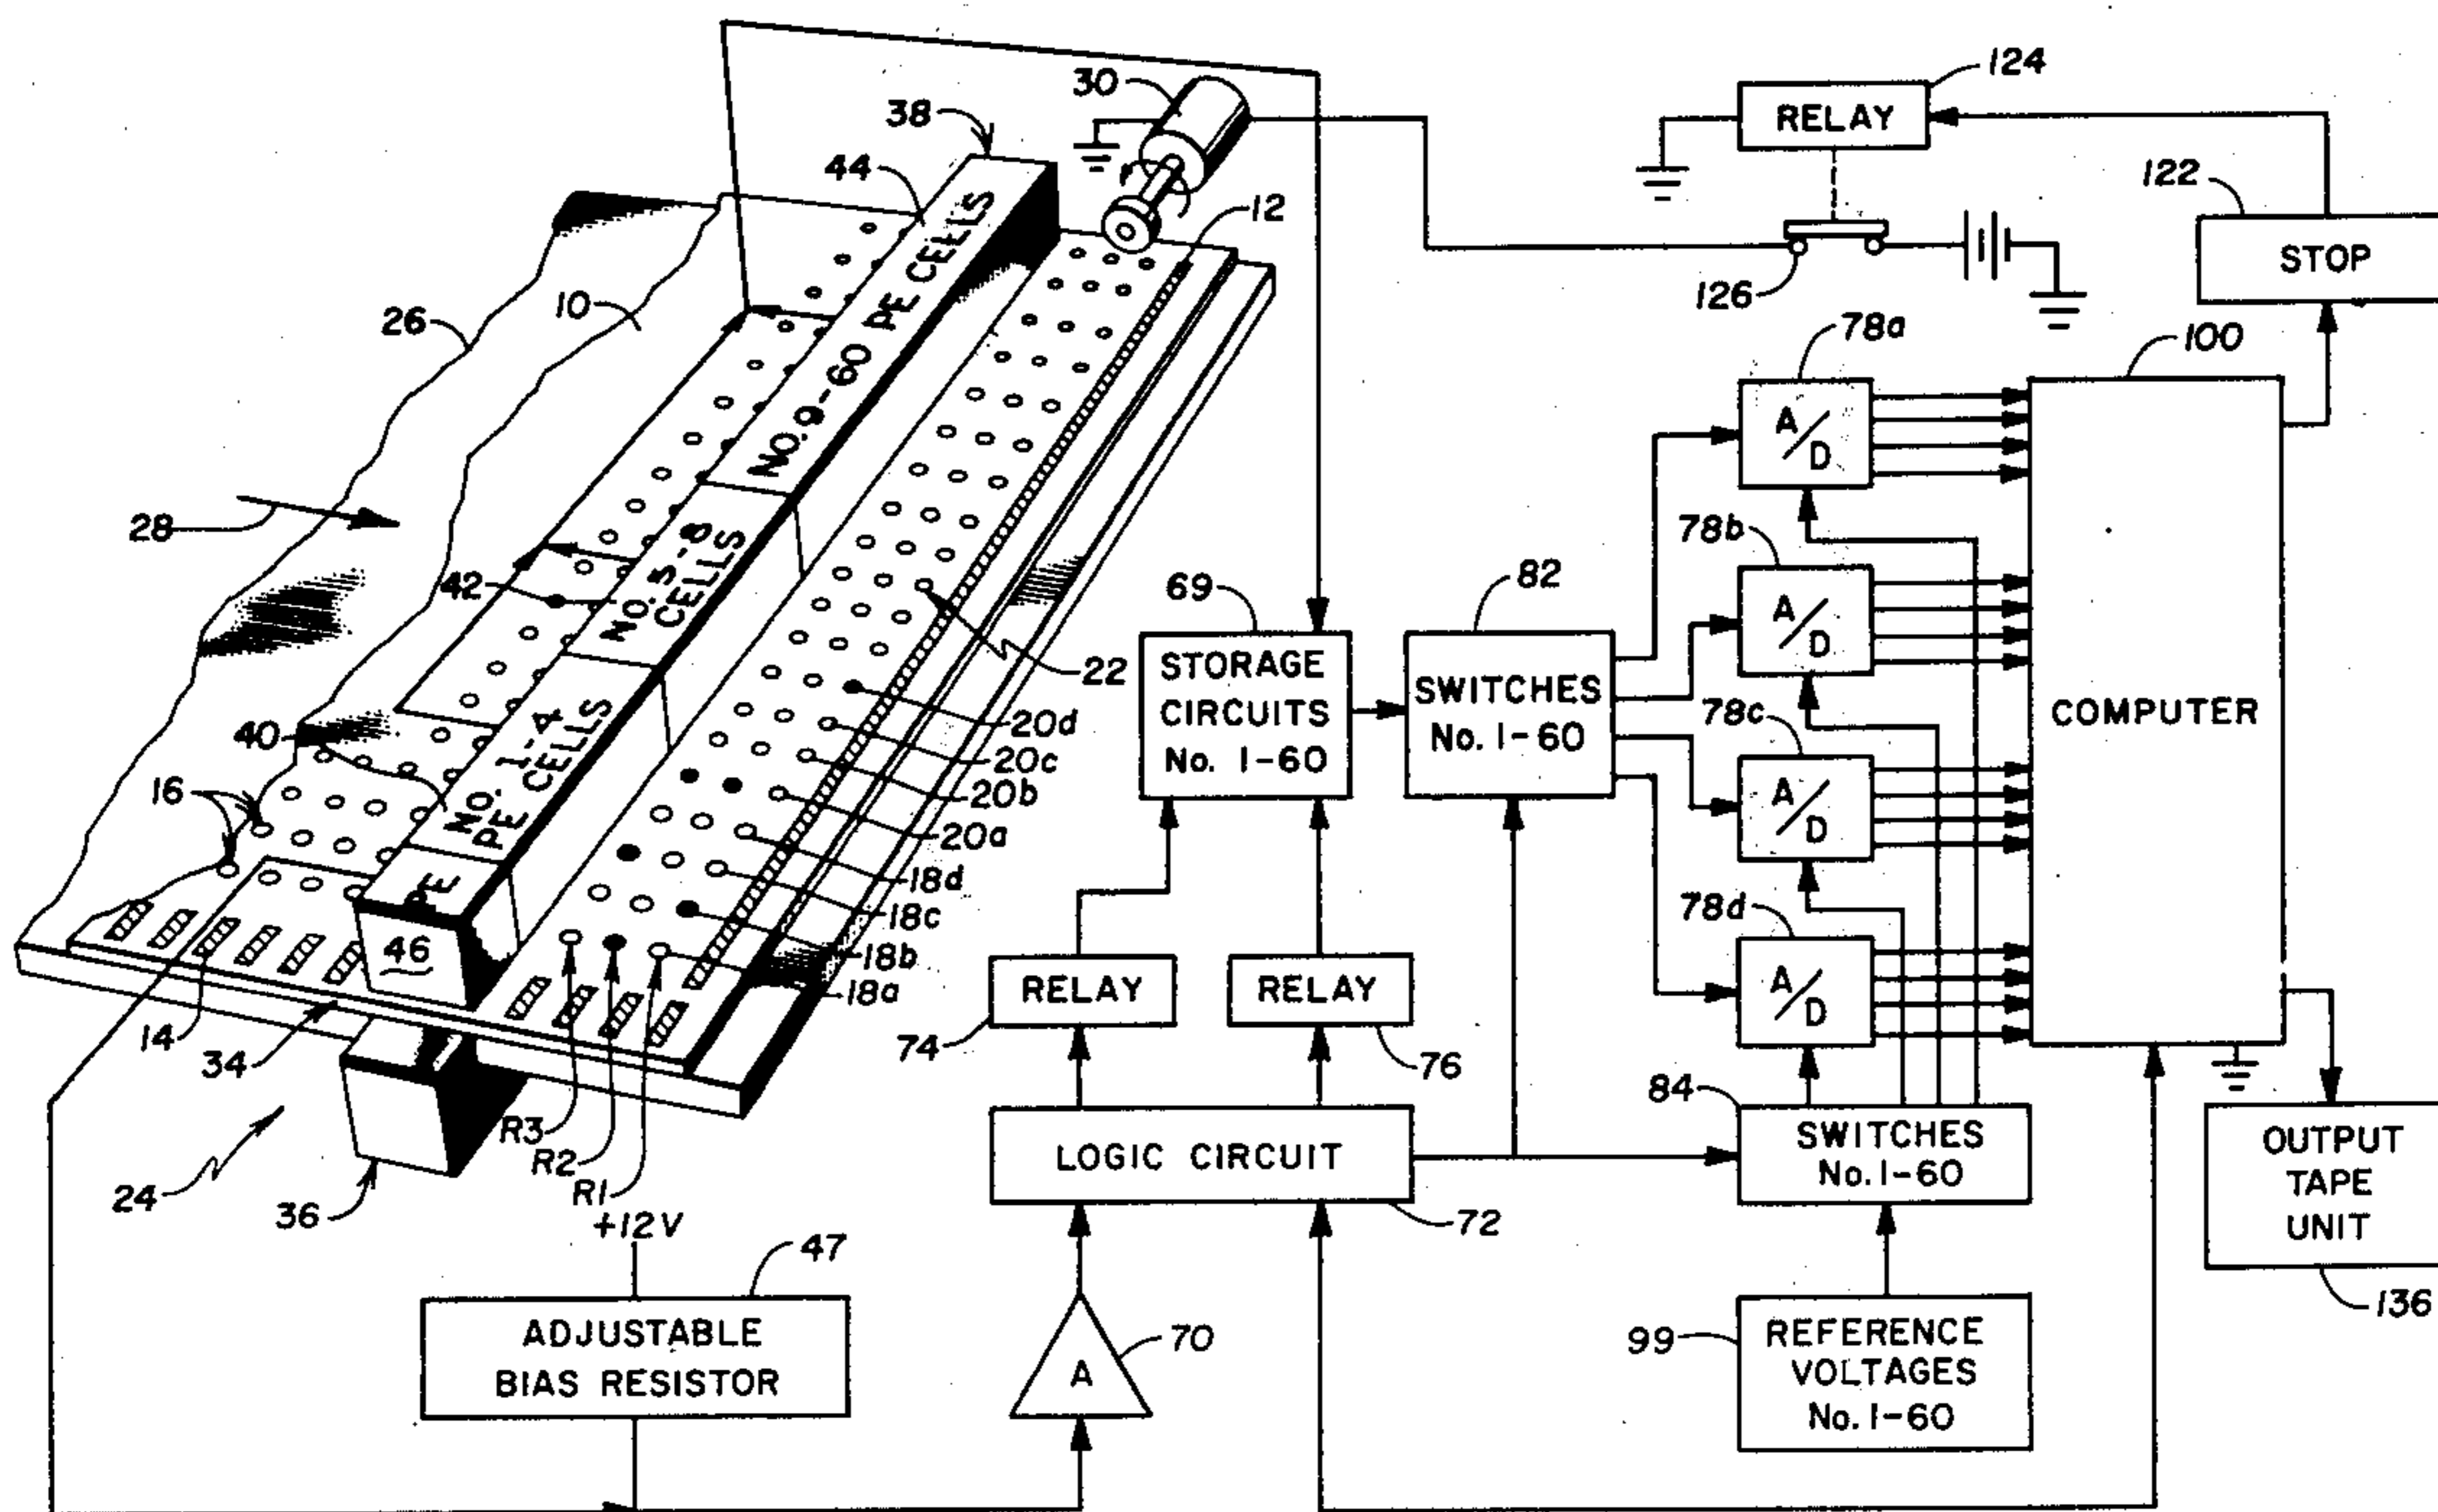 30
38
44
124
RELAY
122
STOP
12
126
26
10
NO. 9-60 PE CELLS
78a
100
A/D
28
78b
42
NO. 5-8
CELLS
69
82
A/D
22
STORAGE
CIRCUITS
No. 1-60
SWITCHES
No. 1-60
78c
COMPUTER
20d
40
NO. 1-4
PE CELLS
20c
16
20b
A/D
20a
18d
PE
18c
78d
46
18b
18a
RELAY
RELAY
A/D
14
34
74
76
84
R3
R2
R1
24
36
LOGIC CIRCUIT
SWITCHES
No. 1-60
OUTPUT
TAPE
UNIT
72
+12V
47
136
ADJUSTABLE
BIAS RESISTOR
70
A
99
REFERENCE
VOLTAGES
No. 1-60